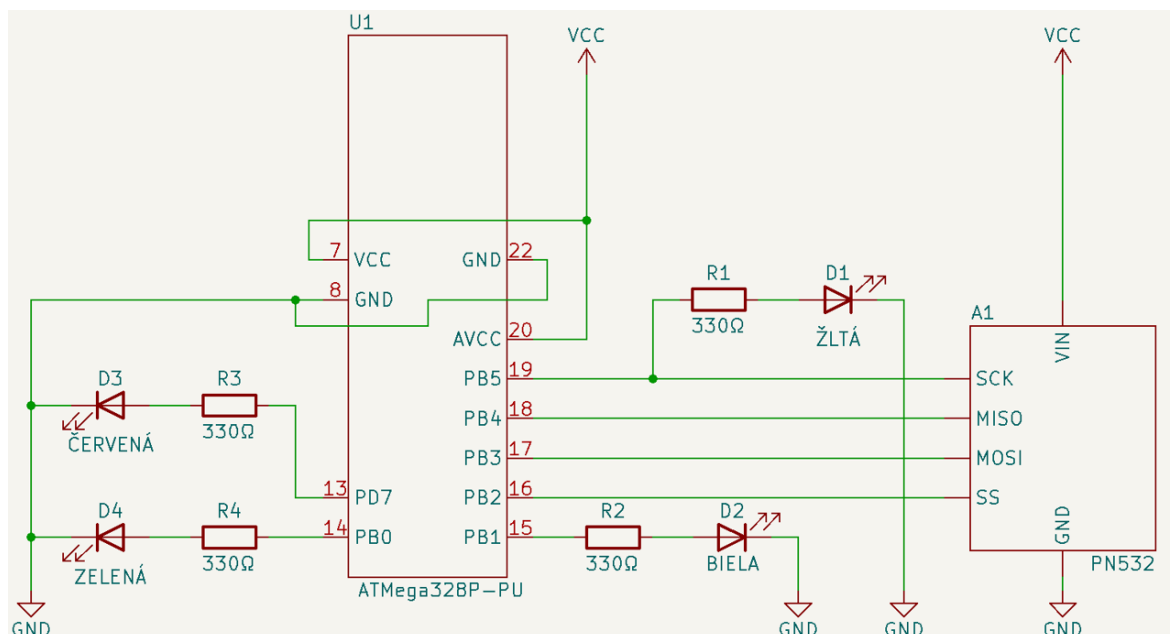 U1
VCC
VCC
7
VCC
GND
22
8
GND
AVCC
20
R1
330Ω
D1
ŽLTÁ
A1
VIN
PB5
19
SCK
PB4
18
MISO
PB3
17
MOSI
PB2
16
SS
D3
ČERVENÁ
R3
330Ω
13
PD7
D4
ZELENÁ
R4
330Ω
14
PB0
PB1
15
R2
330Ω
D2
BIELA
GND
PN532
ATMega328P-PU
GND
GND
GND
GND